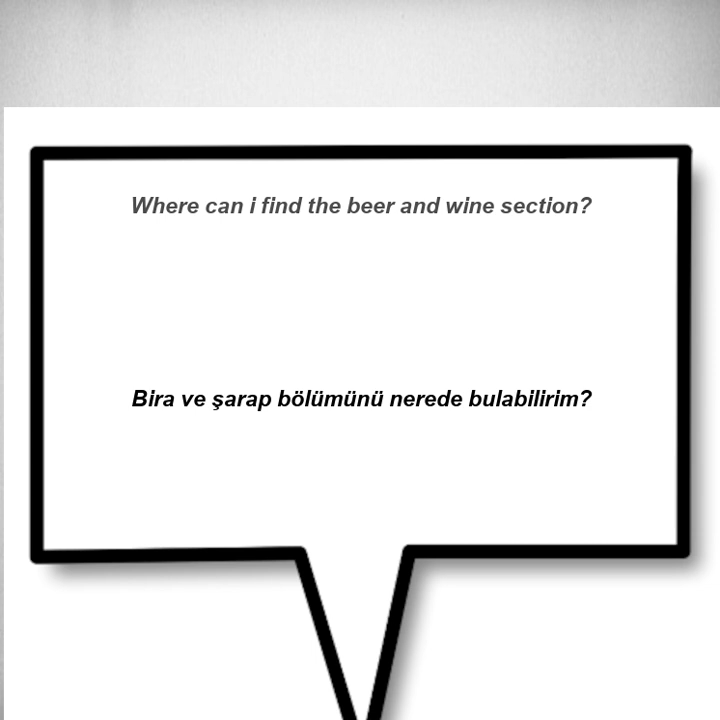 Where can i find the beer and wine section?
Bira ve şarap bölümünü nerede bulabilirim?